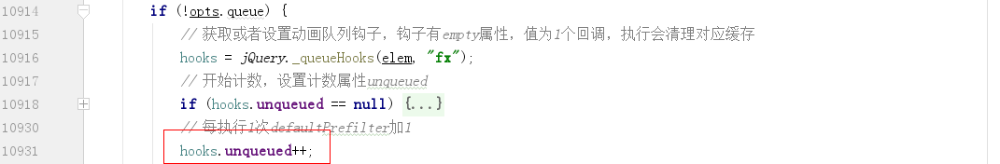 10914 if (!opts.queue) {
10915 // 获取或者设置动画队列钩子，钩子有empty属性，值为1个回调，执行会清理对应缓存
10916 hooks = jQuery._queueHooks(elem, "fx");
10917 // 开始计数，设置计数属性unqueued
10918 if (hooks.unqueued == null) {...}
10930 // 每执行1次defaultPrefilter加1
10931 hooks.unqueued++;